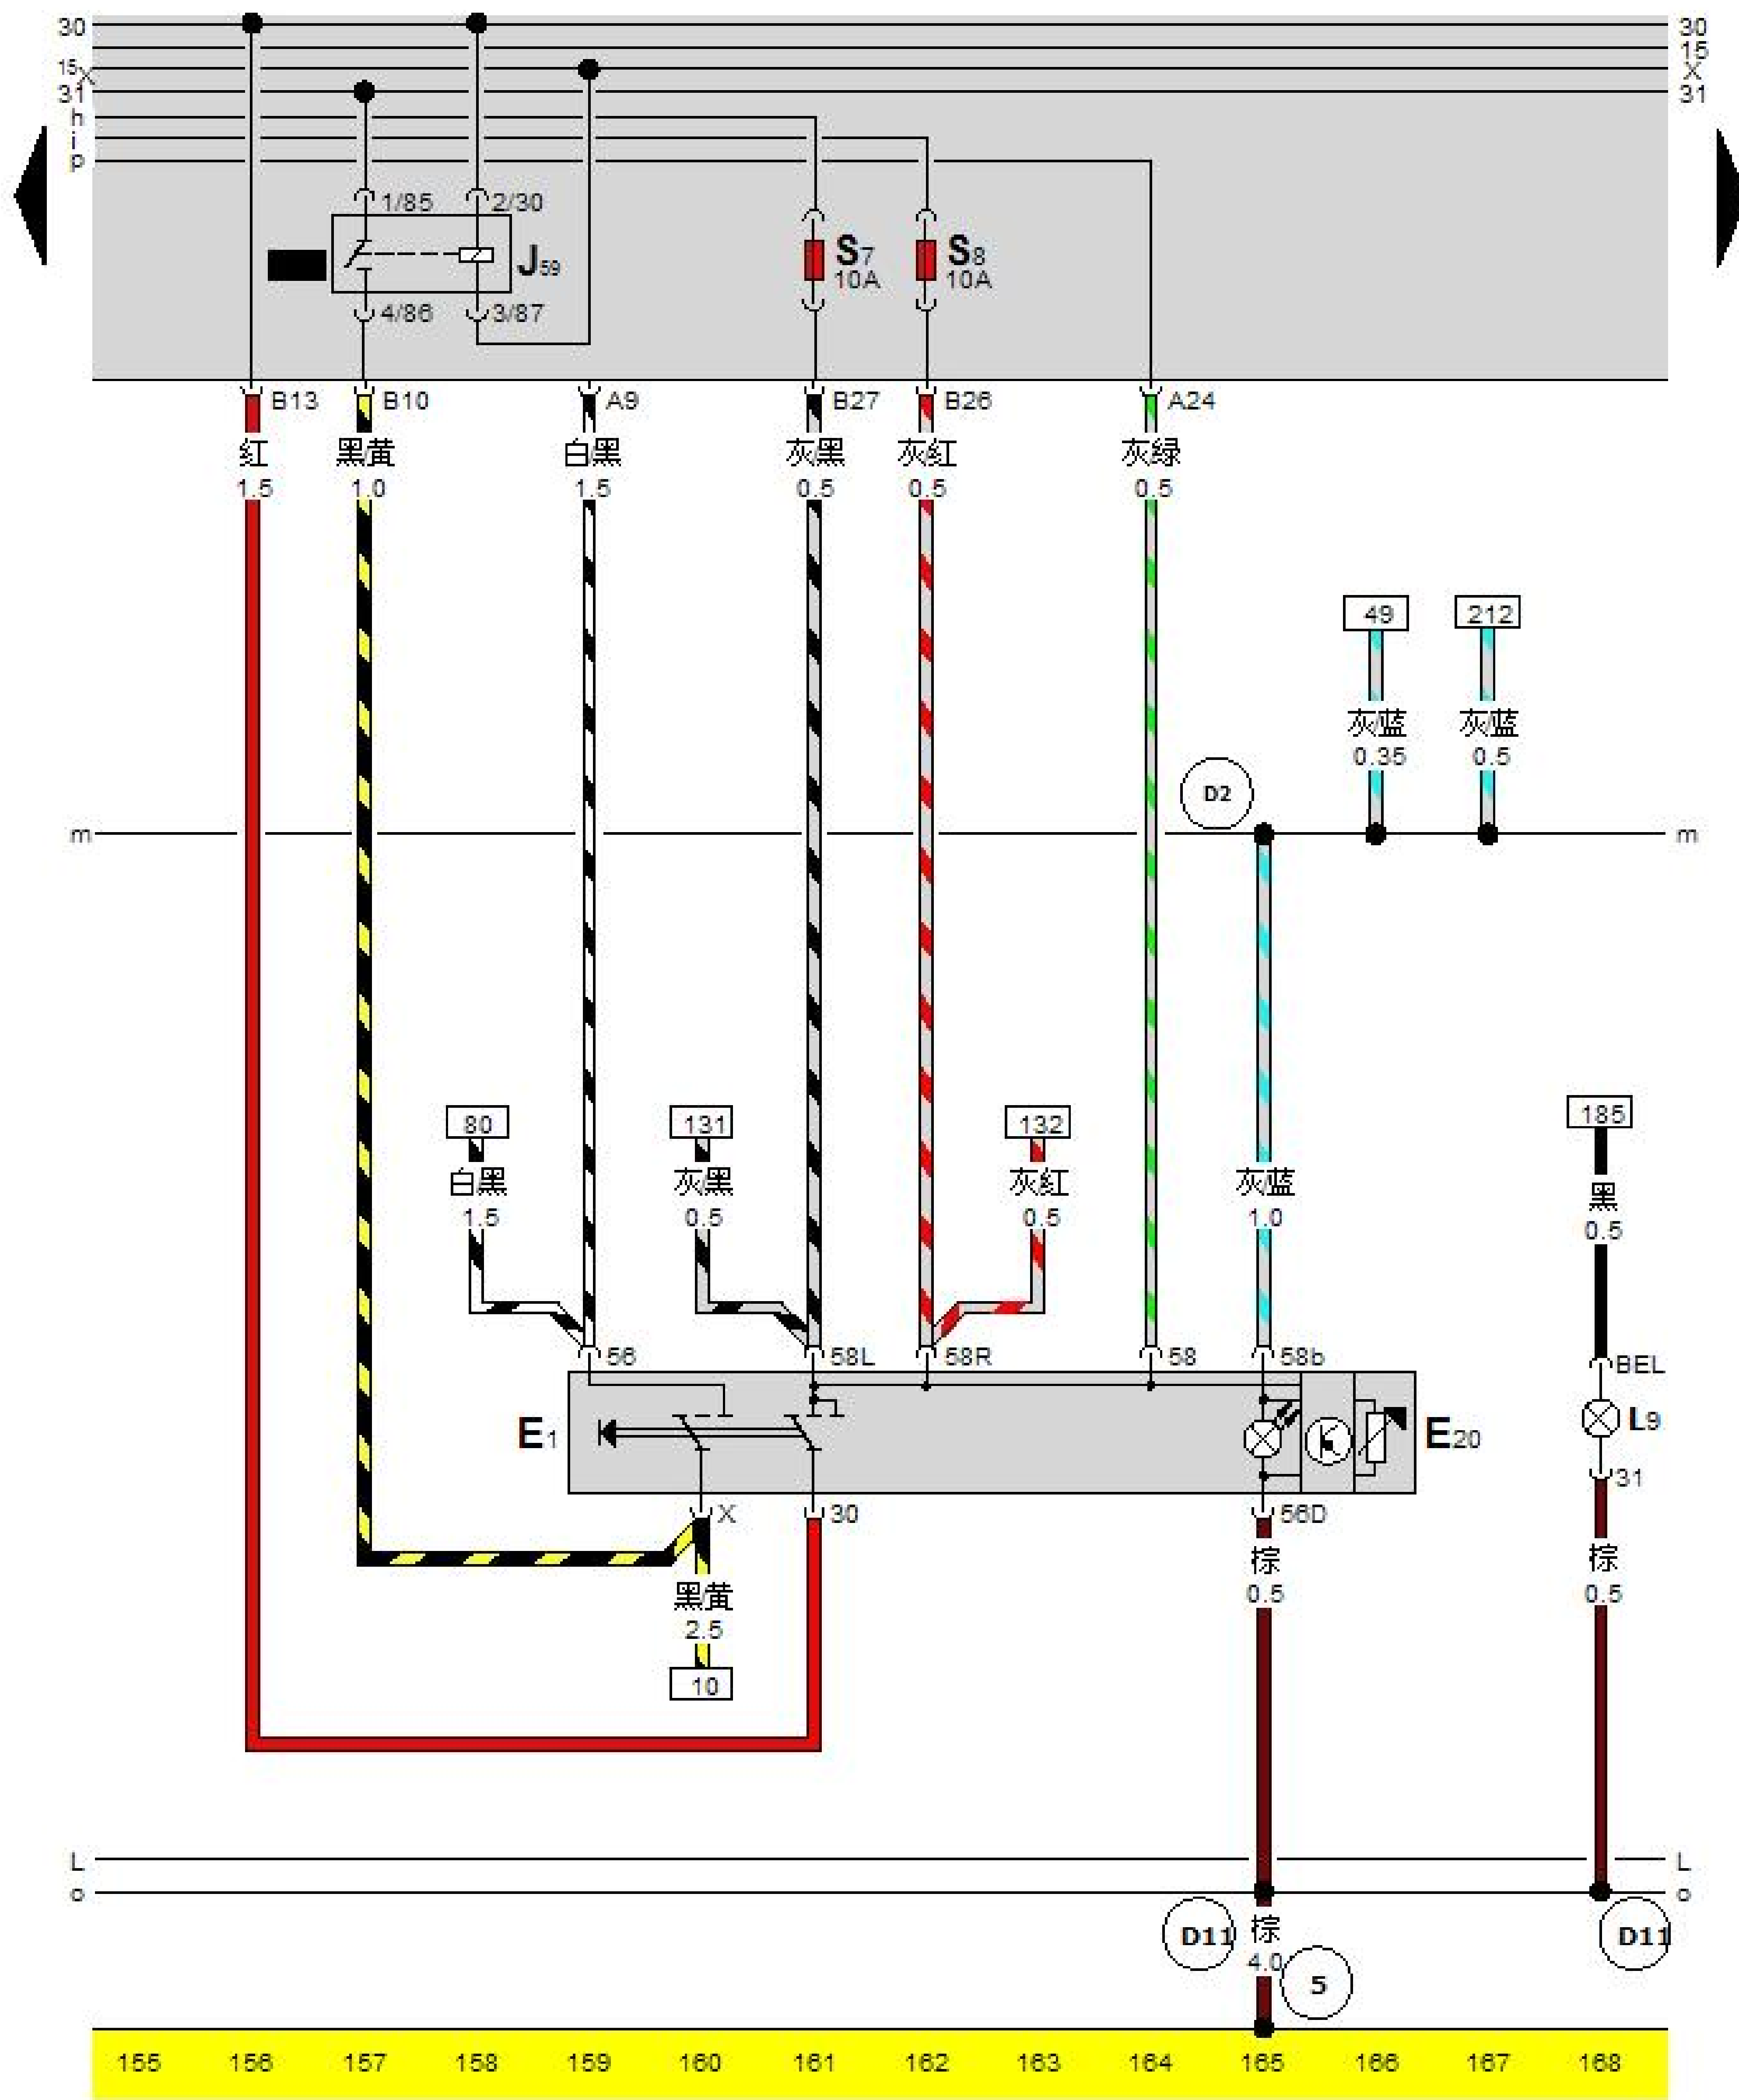 30 30
15
15 X
X
31 31
h
i
p
1/85 2/30
J59
4/86 3/87
S7
10A
S8
10A
B13 B10 A9 B27 B26 A24
红 黑/黄 白/黑 灰/黑 灰/红 灰/绿
1.5 1.0 1.5 0.5 0.5 0.5
49 212
灰/蓝 灰/蓝
0.35 0.5
D2
m m
80 131 132 185
白/黑 灰/黑 灰/红 灰/蓝 黑
1.5 0.5 0.5 1.0 0.5
56 58L 58R 58 58b BEL
E1 E20 L9
31
X 30 56D
黑/黄 棕 棕
2.5 0.5 0.5
10
L L
o o
D11 棕 D11
4.0
5
155 156 157 158 159 160 161 162 163 164 165 166 167 168